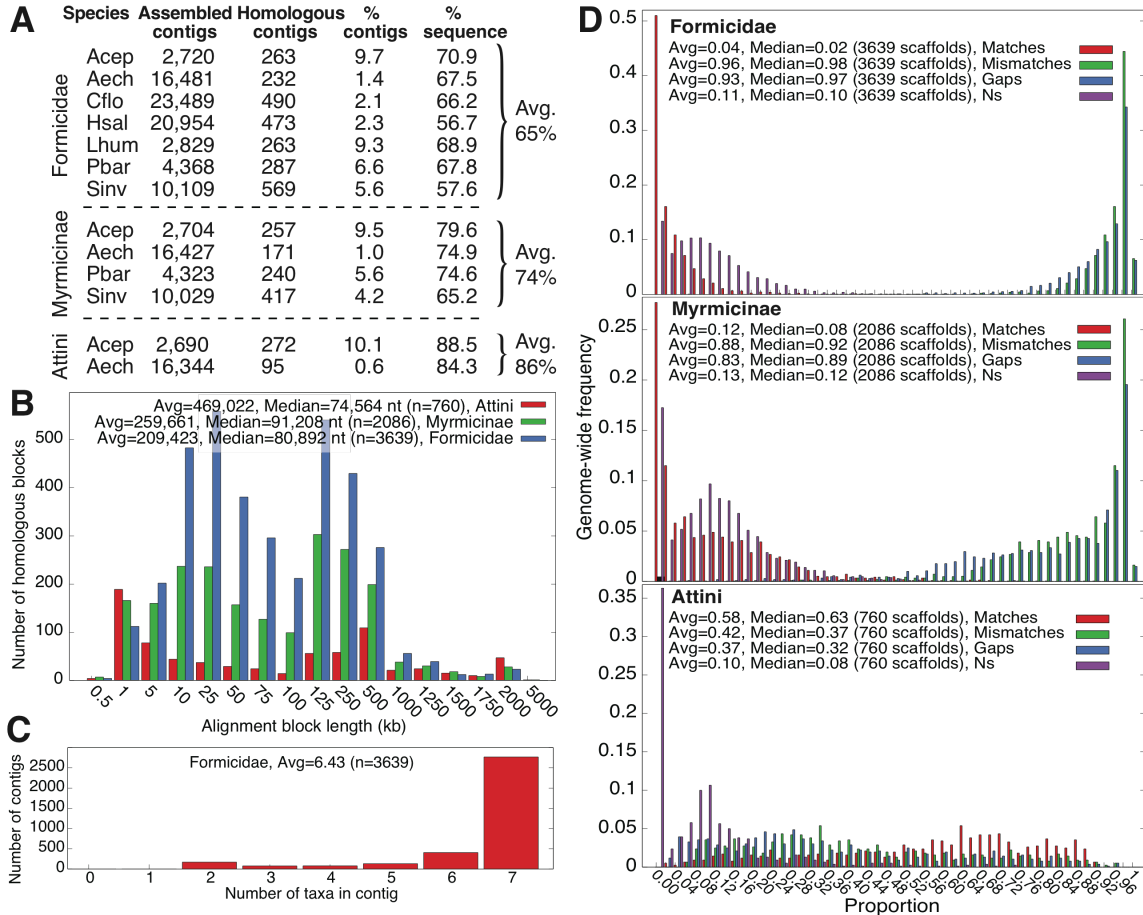 A
Species Assembled contigs Homologous contigs % contigs % sequence
Formicidae
Acep 2,720 263 9.7 70.9
Aech 16,481 232 1.4 67.5
Cflo 23,489 490 2.1 66.2
Hsal 20,954 473 2.3 56.7
Lhum 2,829 263 9.3 68.9
Pbar 4,368 287 6.6 67.8
Sinv 10,109 569 5.6 57.6
Avg. 65%
Myrmicinae
Acep 2,704 257 9.5 79.6
Aech 16,427 171 1.0 74.9
Pbar 4,323 240 5.6 74.6
Sinv 10,029 417 4.2 65.2
Avg. 74%
Attini
Acep 2,690 272 10.1 88.5
Aech 16,344 95 0.6 84.3
Avg. 86%
B
Avg=469,022, Median=74,564 nt (n=760), Attini
Avg=259,661, Median=91,208 nt (n=2086), Myrmicinae
Avg=209,423, Median=80,892 nt (n=3639), Formicidae
Number of homologous blocks
500
400
300
200
100
0
0.5 1 5 10 25 50 75 100 125 250 500 1000 1250 1500 1750 2000 5000
Alignment block length (kb)
C
Formicidae, Avg=6.43 (n=3639)
Number of contigs
2500
2000
1500
1000
500
0
0 1 2 3 4 5 6 7
Number of taxa in contig
D
Genome-wide frequency
Formicidae
Avg=0.04, Median=0.02 (3639 scaffolds), Matches
Avg=0.96, Median=0.98 (3639 scaffolds), Mismatches
Avg=0.93, Median=0.97 (3639 scaffolds), Gaps
Avg=0.11, Median=0.10 (3639 scaffolds), Ns
0.5
0.4
0.3
0.2
0.1
0
Myrmicinae
Avg=0.12, Median=0.08 (2086 scaffolds), Matches
Avg=0.88, Median=0.92 (2086 scaffolds), Mismatches
Avg=0.83, Median=0.89 (2086 scaffolds), Gaps
Avg=0.13, Median=0.12 (2086 scaffolds), Ns
0.25
0.2
0.15
0.1
0.05
0
Attini
Avg=0.58, Median=0.63 (760 scaffolds), Matches
Avg=0.42, Median=0.37 (760 scaffolds), Mismatches
Avg=0.37, Median=0.32 (760 scaffolds), Gaps
Avg=0.10, Median=0.08 (760 scaffolds), Ns
0.35
0.3
0.25
0.2
0.15
0.1
0.05
0
0.00 0.04 0.08 0.12 0.16 0.20 0.24 0.28 0.32 0.36 0.40 0.44 0.48 0.52 0.56 0.60 0.64 0.68 0.72 0.76 0.80 0.84 0.88 0.92 0.96 1
Proportion